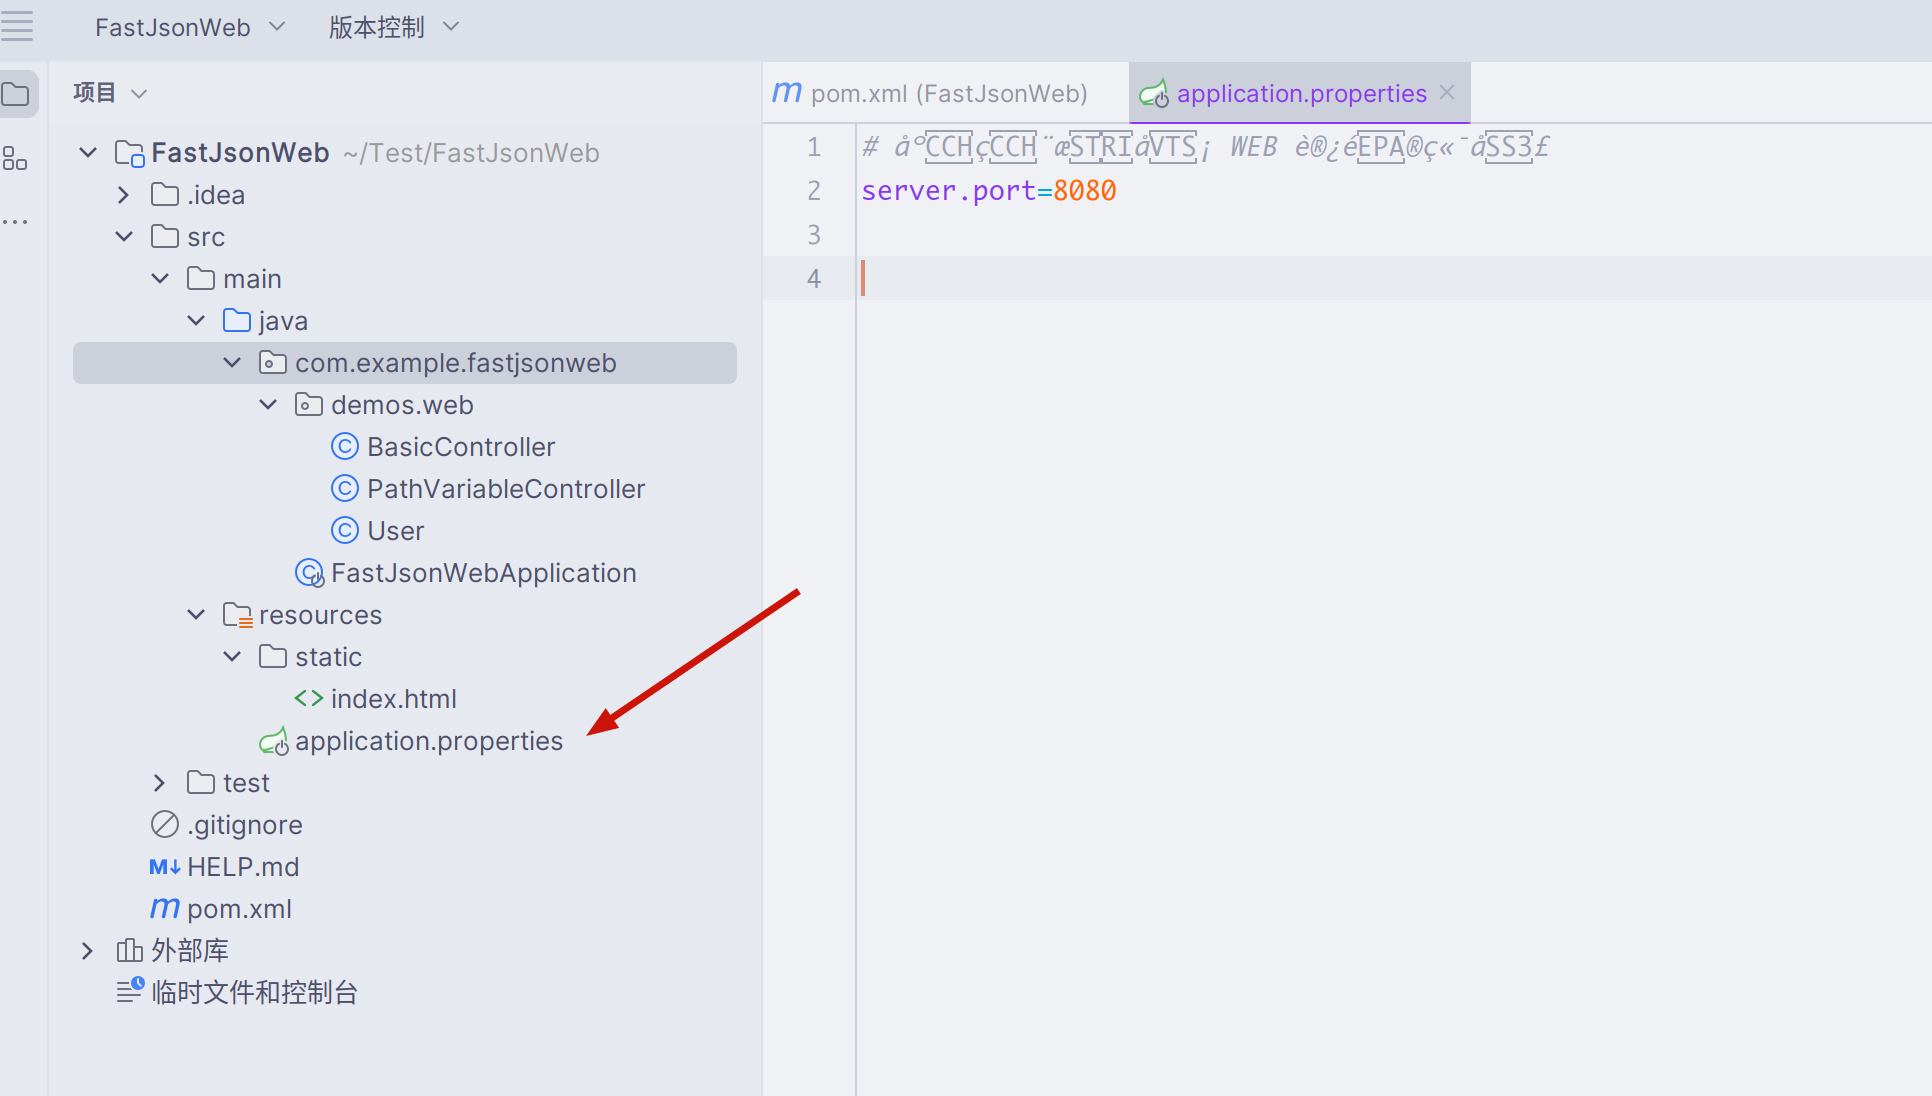 FastJsonWeb 版本控制
项目
FastJsonWeb ~/Test/FastJsonWeb
.idea
src
main
java
com.example.fastjsonweb
demos.web
BasicController
PathVariableController
User
FastJsonWebApplication
resources
static
index.html
application.properties
test
.gitignore
HELP.md
pom.xml
外部库
临时文件和控制台
pom.xml (FastJsonWeb) application.properties
1 # åºCCHçCCH¨æSTRIåVTS¡ WEB è®¿éEPA®ç«¯åSS3£
2 server.port=8080
3
4